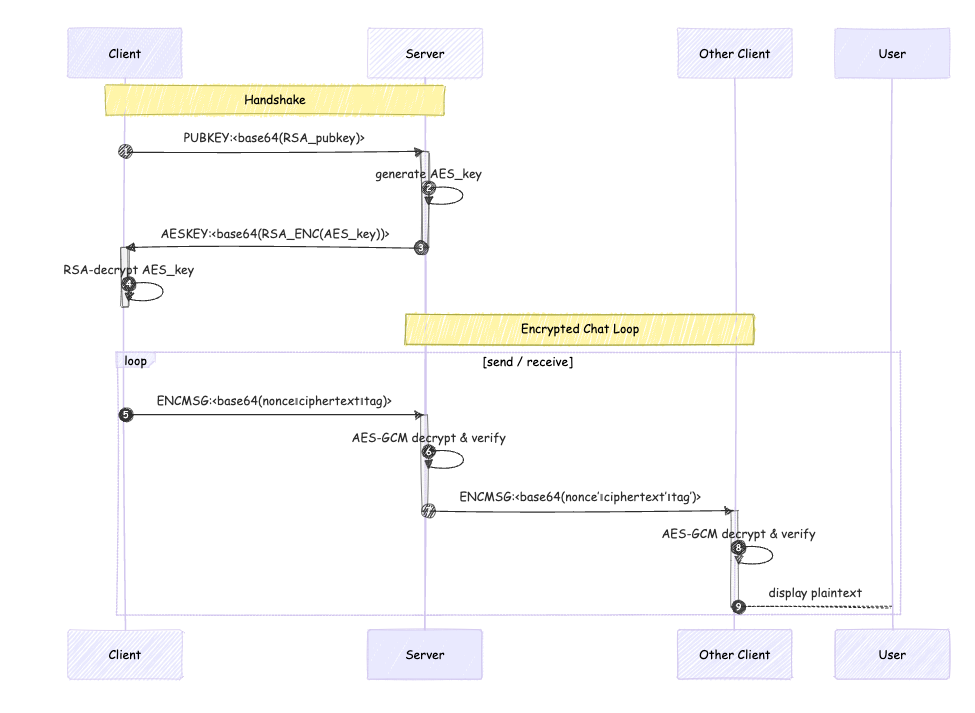 Client
Server
Other Client
User
Handshake
PUBKEY:<base64(RSA_pubkey)>
1
generate AES_key
2
AESKEY:<base64(RSA_ENC(AES_key))>
3
RSA-decrypt AES_key
4
Encrypted Chat Loop
loop
[send / receive]
ENCMSG:<base64(nonce‖ciphertext‖tag)>
5
AES-GCM decrypt & verify
6
ENCMSG:<base64(nonce'‖ciphertext'‖tag')>
7
AES-GCM decrypt & verify
8
display plaintext
9
Client
Server
Other Client
User